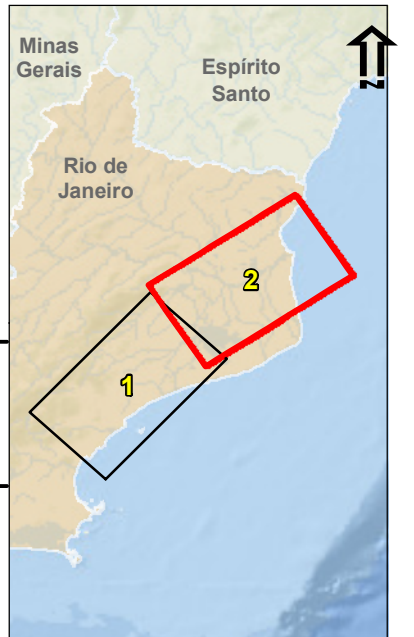 Minas
Gerais
Espírito
Santo
N
Rio de
Janeiro
2
1